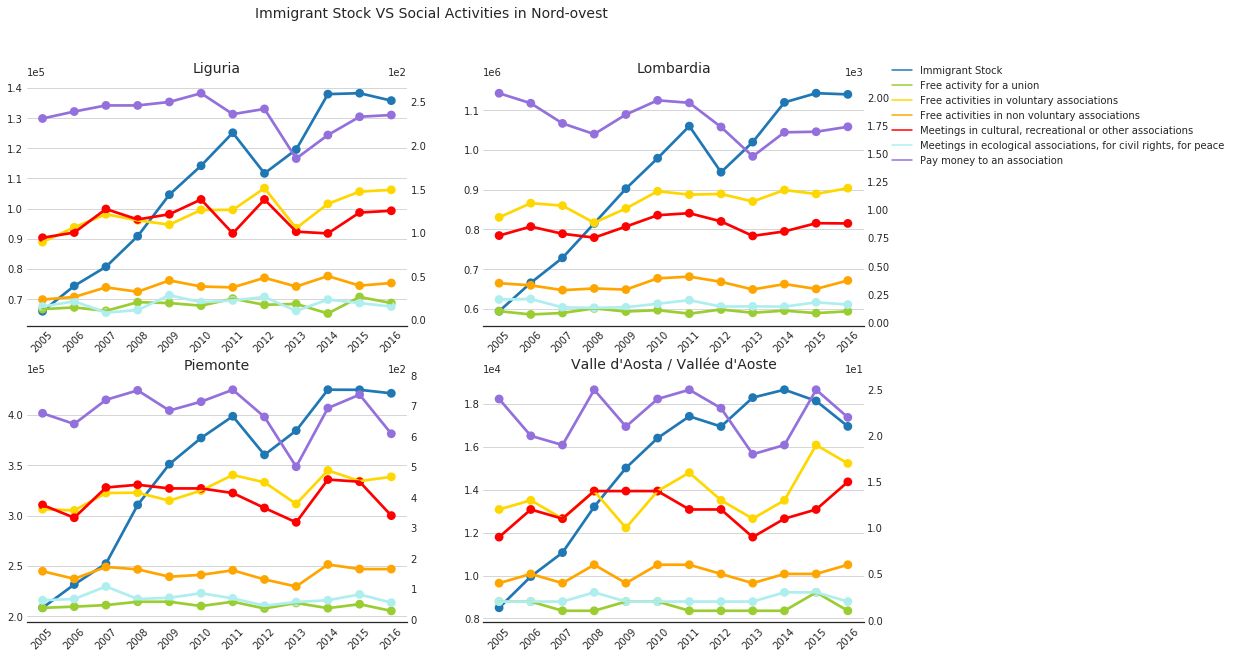 Immigrant Stock VS Social Activities in Nord-ovest
Liguria
1e5
1e2
1.4
1.3
1.2
1.1
1.0
0.9
0.8
0.7
2.5
2.0
1.5
1.0
0.5
0.0
2005 2006 2007 2008 2009 2010 2011 2012 2013 2014 2015 2016
Lombardia
1e6
1e3
1.1
1.0
0.9
0.8
0.7
0.6
2.00
1.75
1.50
1.25
1.00
0.75
0.50
0.25
0.00
2005 2006 2007 2008 2009 2010 2011 2012 2013 2014 2015 2016
Immigrant Stock
Free activity for a union
Free activities in voluntary associations
Free activities in non voluntary associations
Meetings in cultural, recreational or other associations
Meetings in ecological associations, for civil rights, for peace
Pay money to an association
Piemonte
1e5
1e2
4.0
3.5
3.0
2.5
2.0
8
7
6
5
4
3
2
1
0
2005 2006 2007 2008 2009 2010 2011 2012 2013 2014 2015 2016
Valle d'Aosta / Vallée d'Aoste
1e4
1e1
1.8
1.6
1.4
1.2
1.0
0.8
2.5
2.0
1.5
1.0
0.5
0.0
2005 2006 2007 2008 2009 2010 2011 2012 2013 2014 2015 2016